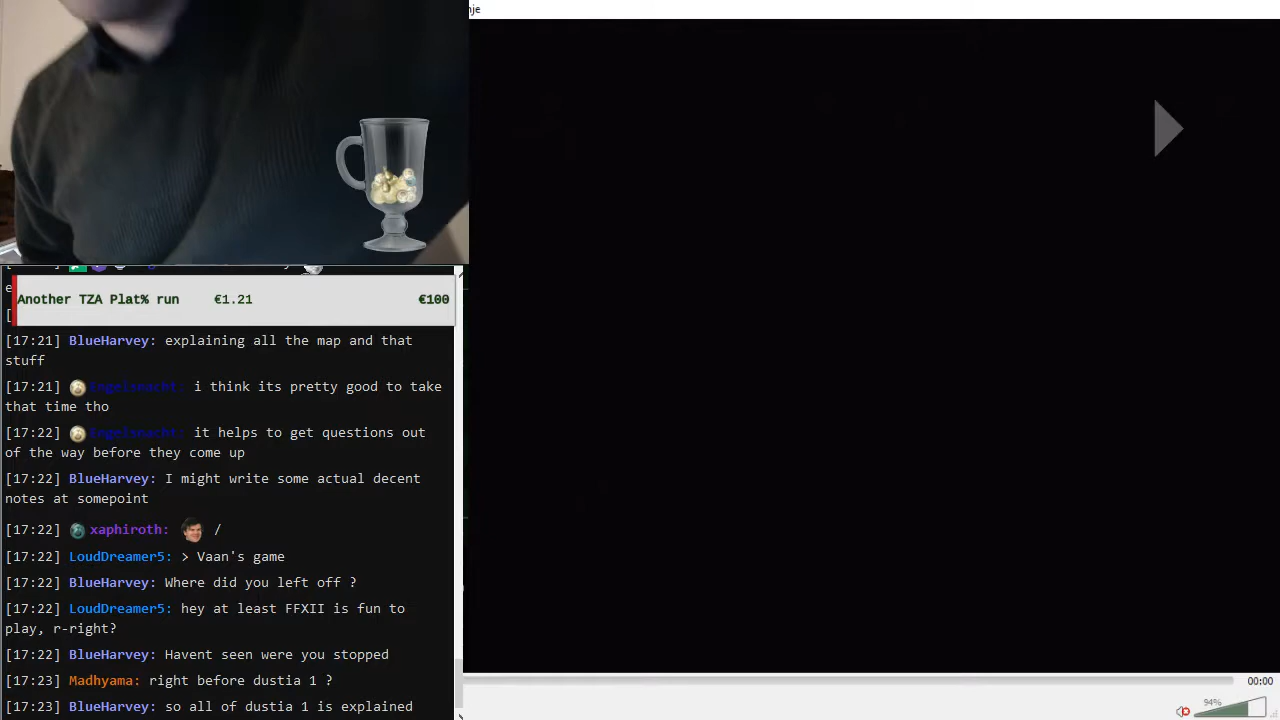 nje
e
Another TZA Plat% run €1.21 €100
[
[17:21] BlueHarvey: explaining all the map and that
stuff
[17:21] Engelsnacht: i think its pretty good to take
that time tho
[17:22] Engelsnacht: it helps to get questions out
of the way before they come up
[17:22] BlueHarvey: I might write some actual decent
notes at somepoint
[17:22] xaphiroth: /
[17:22] LoudDreamer5: > Vaan's game
[17:22] BlueHarvey: Where did you left off ?
[17:22] LoudDreamer5: hey at least FFXII is fun to
play, r-right?
[17:22] BlueHarvey: Havent seen were you stopped
[17:23] Madhyama: right before dustia 1 ?
[17:23] BlueHarvey: so all of dustia 1 is explained
00:00
94%